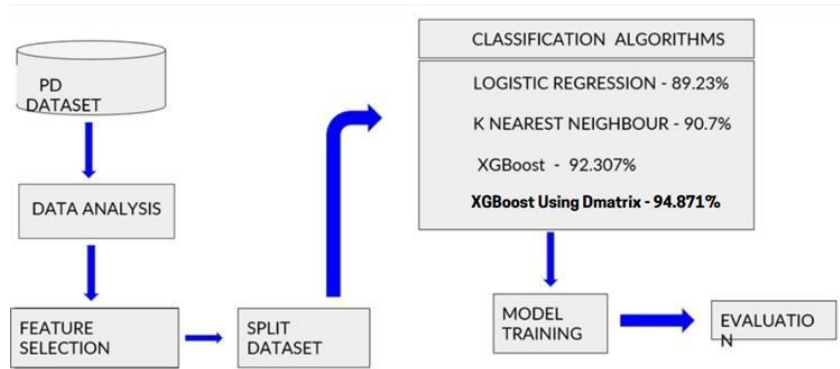 PD
DATASET
DATA ANALYSIS
FEATURE
SELECTION
SPLIT
DATASET
CLASSIFICATION ALGORITHMS
LOGISTIC REGRESSION - 89.23%
K NEAREST NEIGHBOUR - 90.7%
XGBoost - 92.307%
XGBoost Using Dmatrix - 94.871%
MODEL
TRAINING
EVALUATIO
N